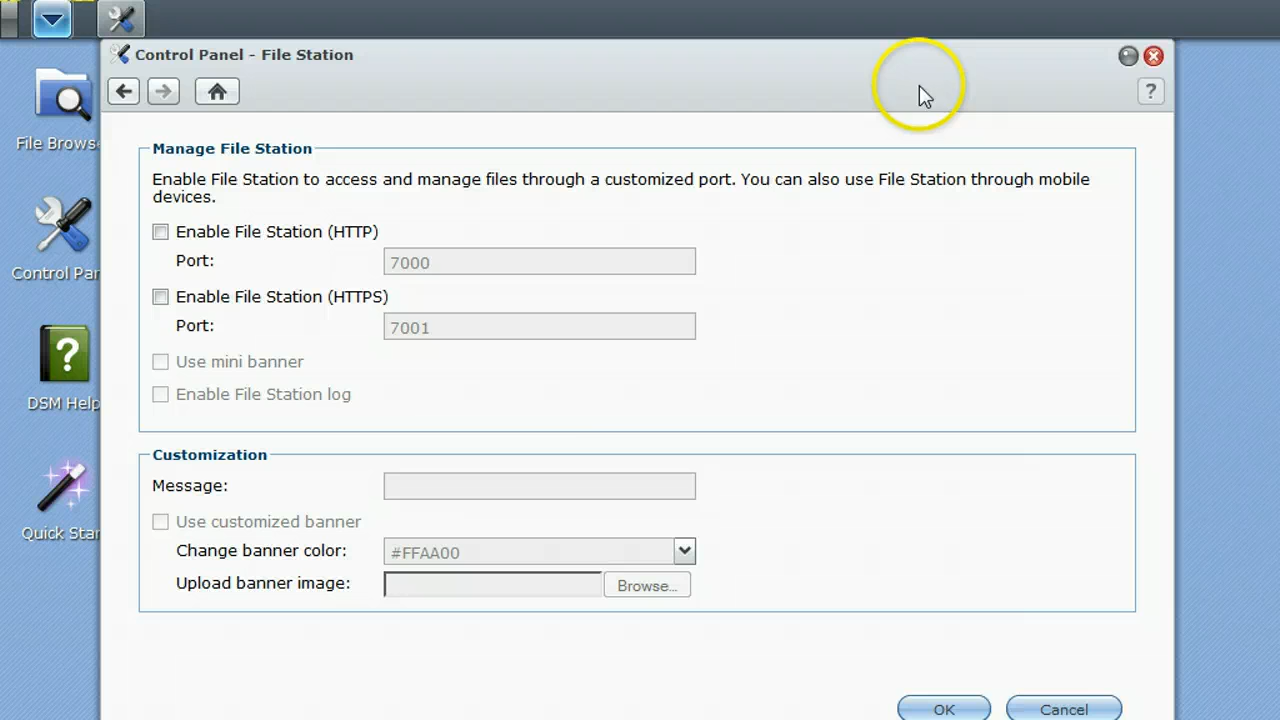 Control Panel - File Station
?
File Browse
Control Pan
DSM Help
Quick Star
Manage File Station
Enable File Station to access and manage files through a customized port. You can also use File Station through mobile
devices.
Enable File Station (HTTP)
Port: 7000
Enable File Station (HTTPS)
Port: 7001
Use mini banner
Enable File Station log
Customization
Message:
Use customized banner
Change banner color: #FFAA00
Upload banner image: Browse...
OK Cancel